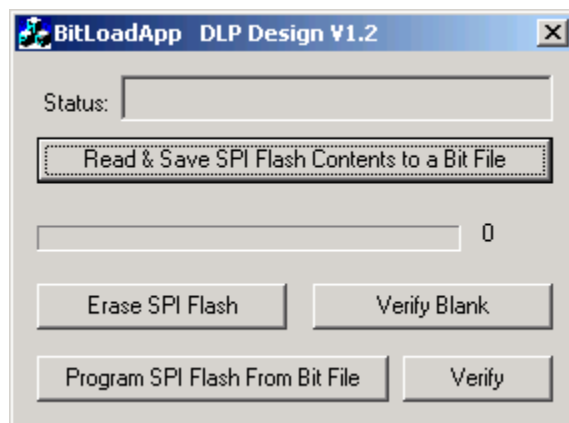 BitLoadApp DLP Design V1.2
Status:
Read & Save SPI Flash Contents to a Bit File
0
Erase SPI Flash Verify Blank
Program SPI Flash From Bit File Verify